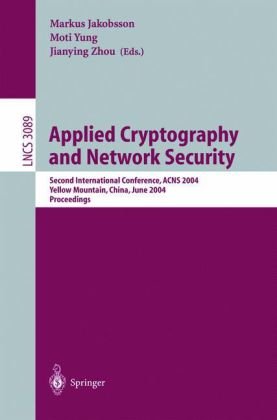 Markus Jakobsson
Moti Yung
Jianying Zhou (Eds.)
LNCS 3089
Applied Cryptography
and Network Security
Second International Conference, ACNS 2004
Yellow Mountain, China, June 2004
Proceedings
Springer